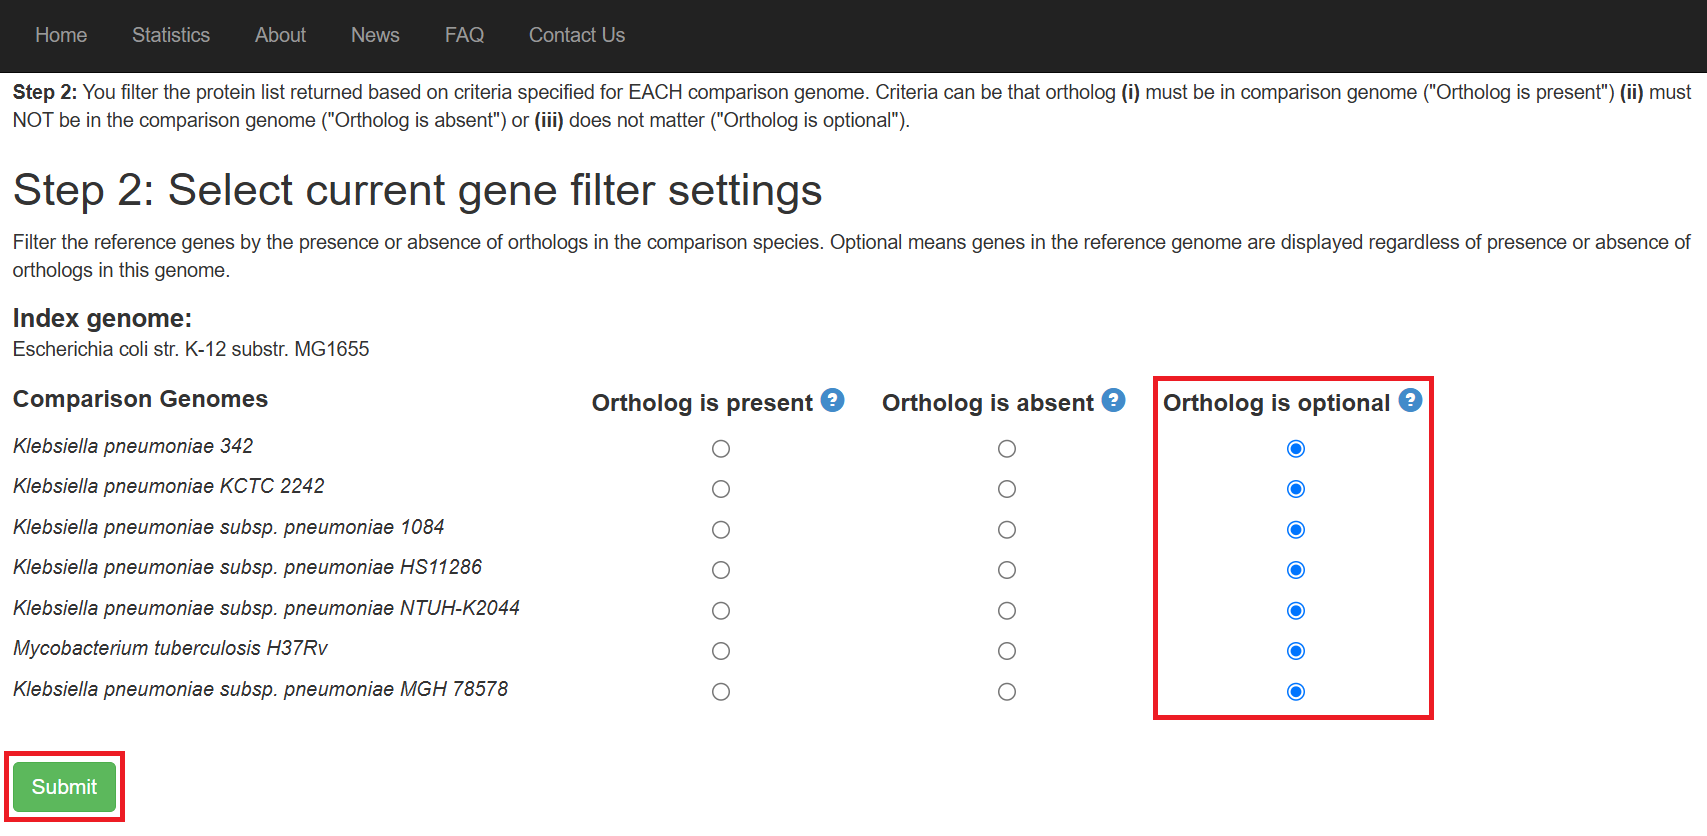 Home Statistics About News FAQ Contact Us
Step 2: You filter the protein list returned based on criteria specified for EACH comparison genome. Criteria can be that ortholog (i) must be in comparison genome ("Ortholog is present") (ii) must
NOT be in the comparison genome ("Ortholog is absent") or (iii) does not matter ("Ortholog is optional").
Step 2: Select current gene filter settings
Filter the reference genes by the presence or absence of orthologs in the comparison species. Optional means genes in the reference genome are displayed regardless of presence or absence of
orthologs in this genome.
Index genome:
Escherichia coli str. K-12 substr. MG1655
Comparison Genomes Ortholog is present ? Ortholog is absent ? Ortholog is optional ?
Klebsiella pneumoniae 342
Klebsiella pneumoniae KCTC 2242
Klebsiella pneumoniae subsp. pneumoniae 1084
Klebsiella pneumoniae subsp. pneumoniae HS11286
Klebsiella pneumoniae subsp. pneumoniae NTUH-K2044
Mycobacterium tuberculosis H37Rv
Klebsiella pneumoniae subsp. pneumoniae MGH 78578
Submit